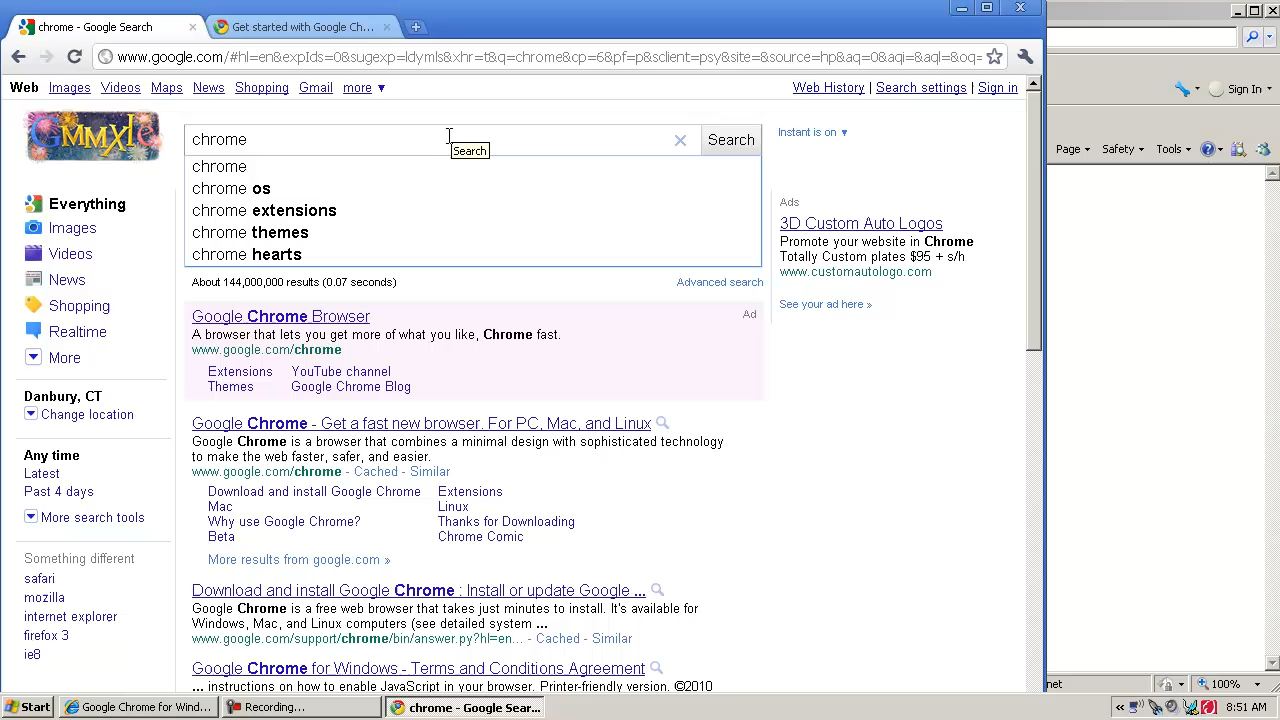 chrome - Google Search
Get started with Google Ch...
www.google.com/#hl=en&expIds=0&sugexp=ldymls&xhr=t&q=chrome&cp=6&pf=p&sclient=psy&site=&source=hp&aq=0&aqi=&aql=&oq=
Web Images Videos Maps News Shopping Gmail more ▼
Web History | Search settings | Sign in
Sign In
GMMXIe
chrome
Search
Search
Instant is on ▼
Page Safety Tools
chrome
chrome os
chrome extensions
chrome themes
chrome hearts
About 144,000,000 results (0.07 seconds)
Advanced search
Everything
Images
Videos
News
Shopping
Realtime
More
Danbury, CT
Change location
Any time
Latest
Past 4 days
More search tools
Something different
safari
mozilla
internet explorer
firefox 3
ie8
Google Chrome Browser
Ad
A browser that lets you get more of what you like, Chrome fast.
www.google.com/chrome
Extensions YouTube channel
Themes Google Chrome Blog
Google Chrome - Get a fast new browser. For PC, Mac, and Linux
Google Chrome is a browser that combines a minimal design with sophisticated technology
to make the web faster, safer, and easier.
www.google.com/chrome - Cached - Similar
Download and install Google Chrome Extensions
Mac Linux
Why use Google Chrome? Thanks for Downloading
Beta Chrome Comic
More results from google.com »
Download and install Google Chrome : Install or update Google ...
Google Chrome is a free web browser that takes just minutes to install. It's available for
Windows, Mac, and Linux computers (see detailed system ...
www.google.com/support/chrome/bin/answer.py?hl=en... - Cached - Similar
Google Chrome for Windows - Terms and Conditions Agreement
... instructions on how to enable JavaScript in your browser. Printer-friendly version. ©2010
Ads
3D Custom Auto Logos
Promote your website in Chrome
Totally Custom plates $95 + s/h
www.customautologo.com
See your ad here »
net
100%
Start
Google Chrome for Wind...
Recording...
chrome - Google Sear...
8:51 AM